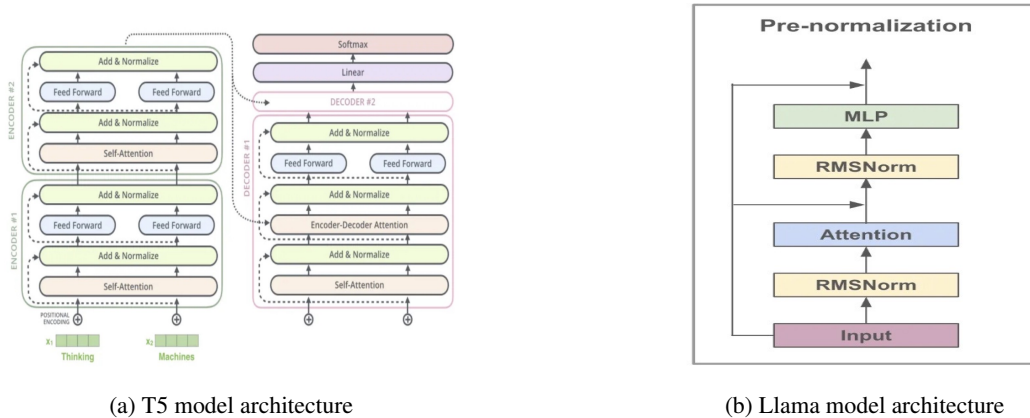 Softmax
Linear
DECODER #2
ENCODER #2
Add & Normalize
Feed Forward Feed Forward
Add & Normalize
Self-Attention
ENCODER #1
Add & Normalize
Feed Forward Feed Forward
Add & Normalize
Self-Attention
POSITIONAL
ENCODING
X₁ X₂
Thinking Machines
DECODER #1
Add & Normalize
Feed Forward Feed Forward
Add & Normalize
Encoder-Decoder Attention
Add & Normalize
Self-Attention
(a) T5 model architecture
Pre-normalization
MLP
RMSNorm
Attention
RMSNorm
Input
(b) Llama model architecture